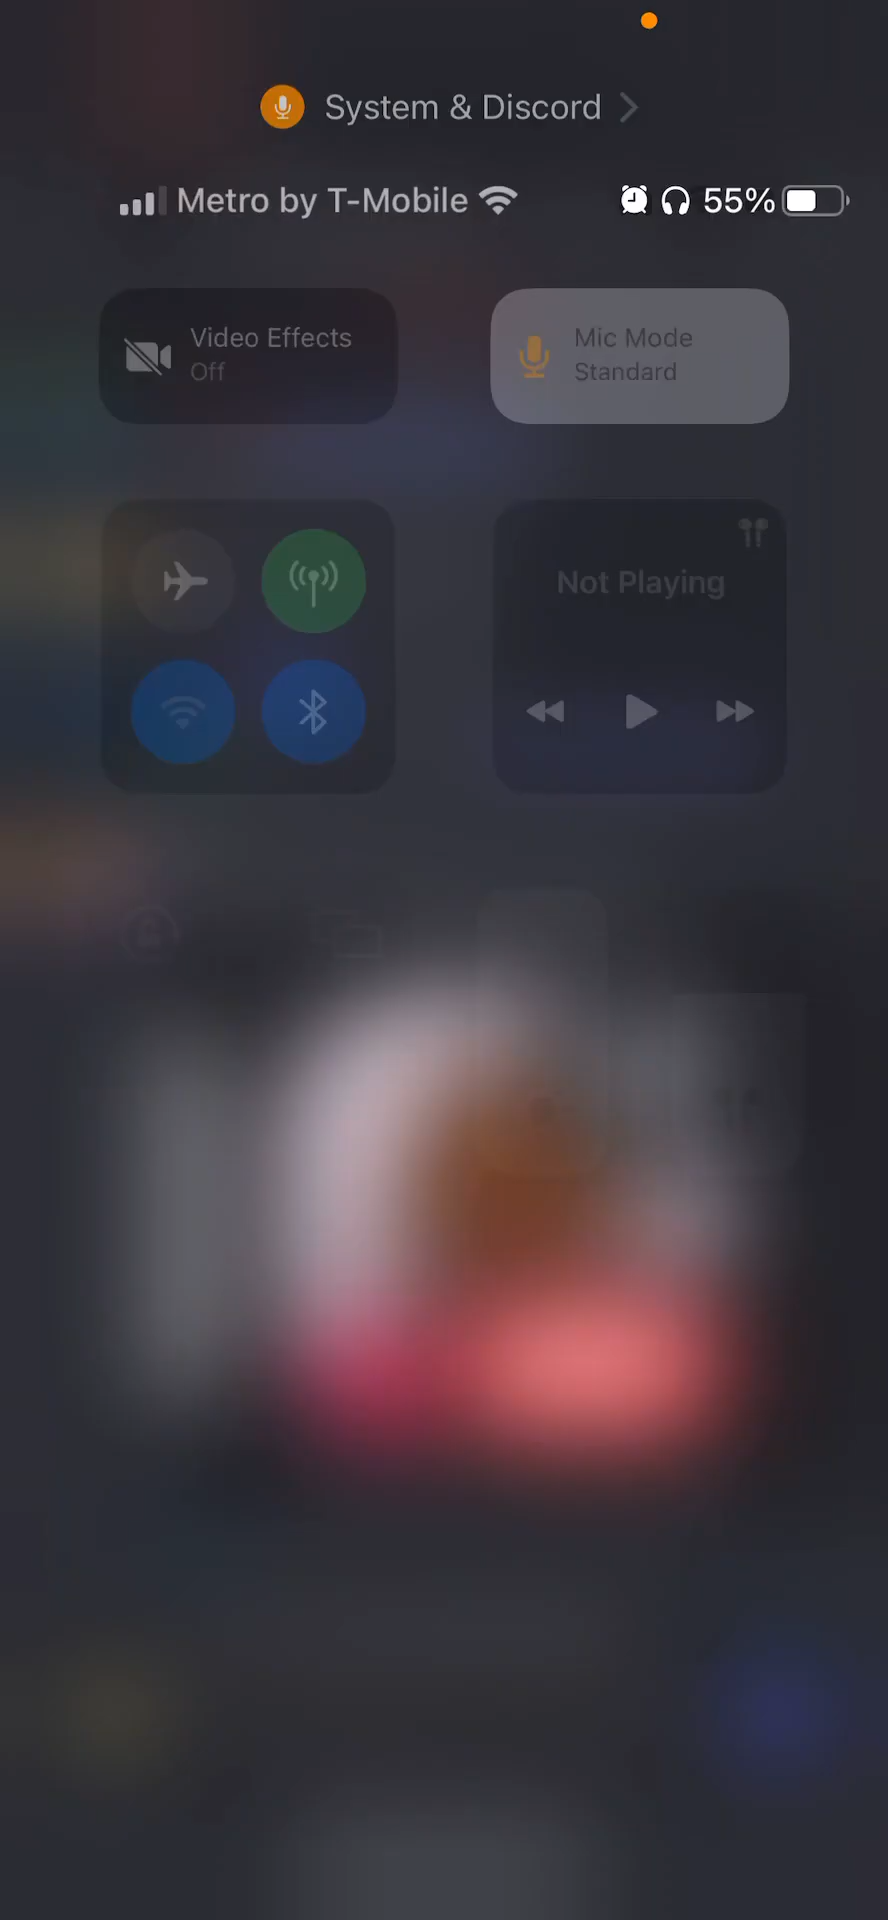 System & Discord
Metro by T-Mobile 55%
Video Effects
Off
Mic Mode
Standard
Not Playing